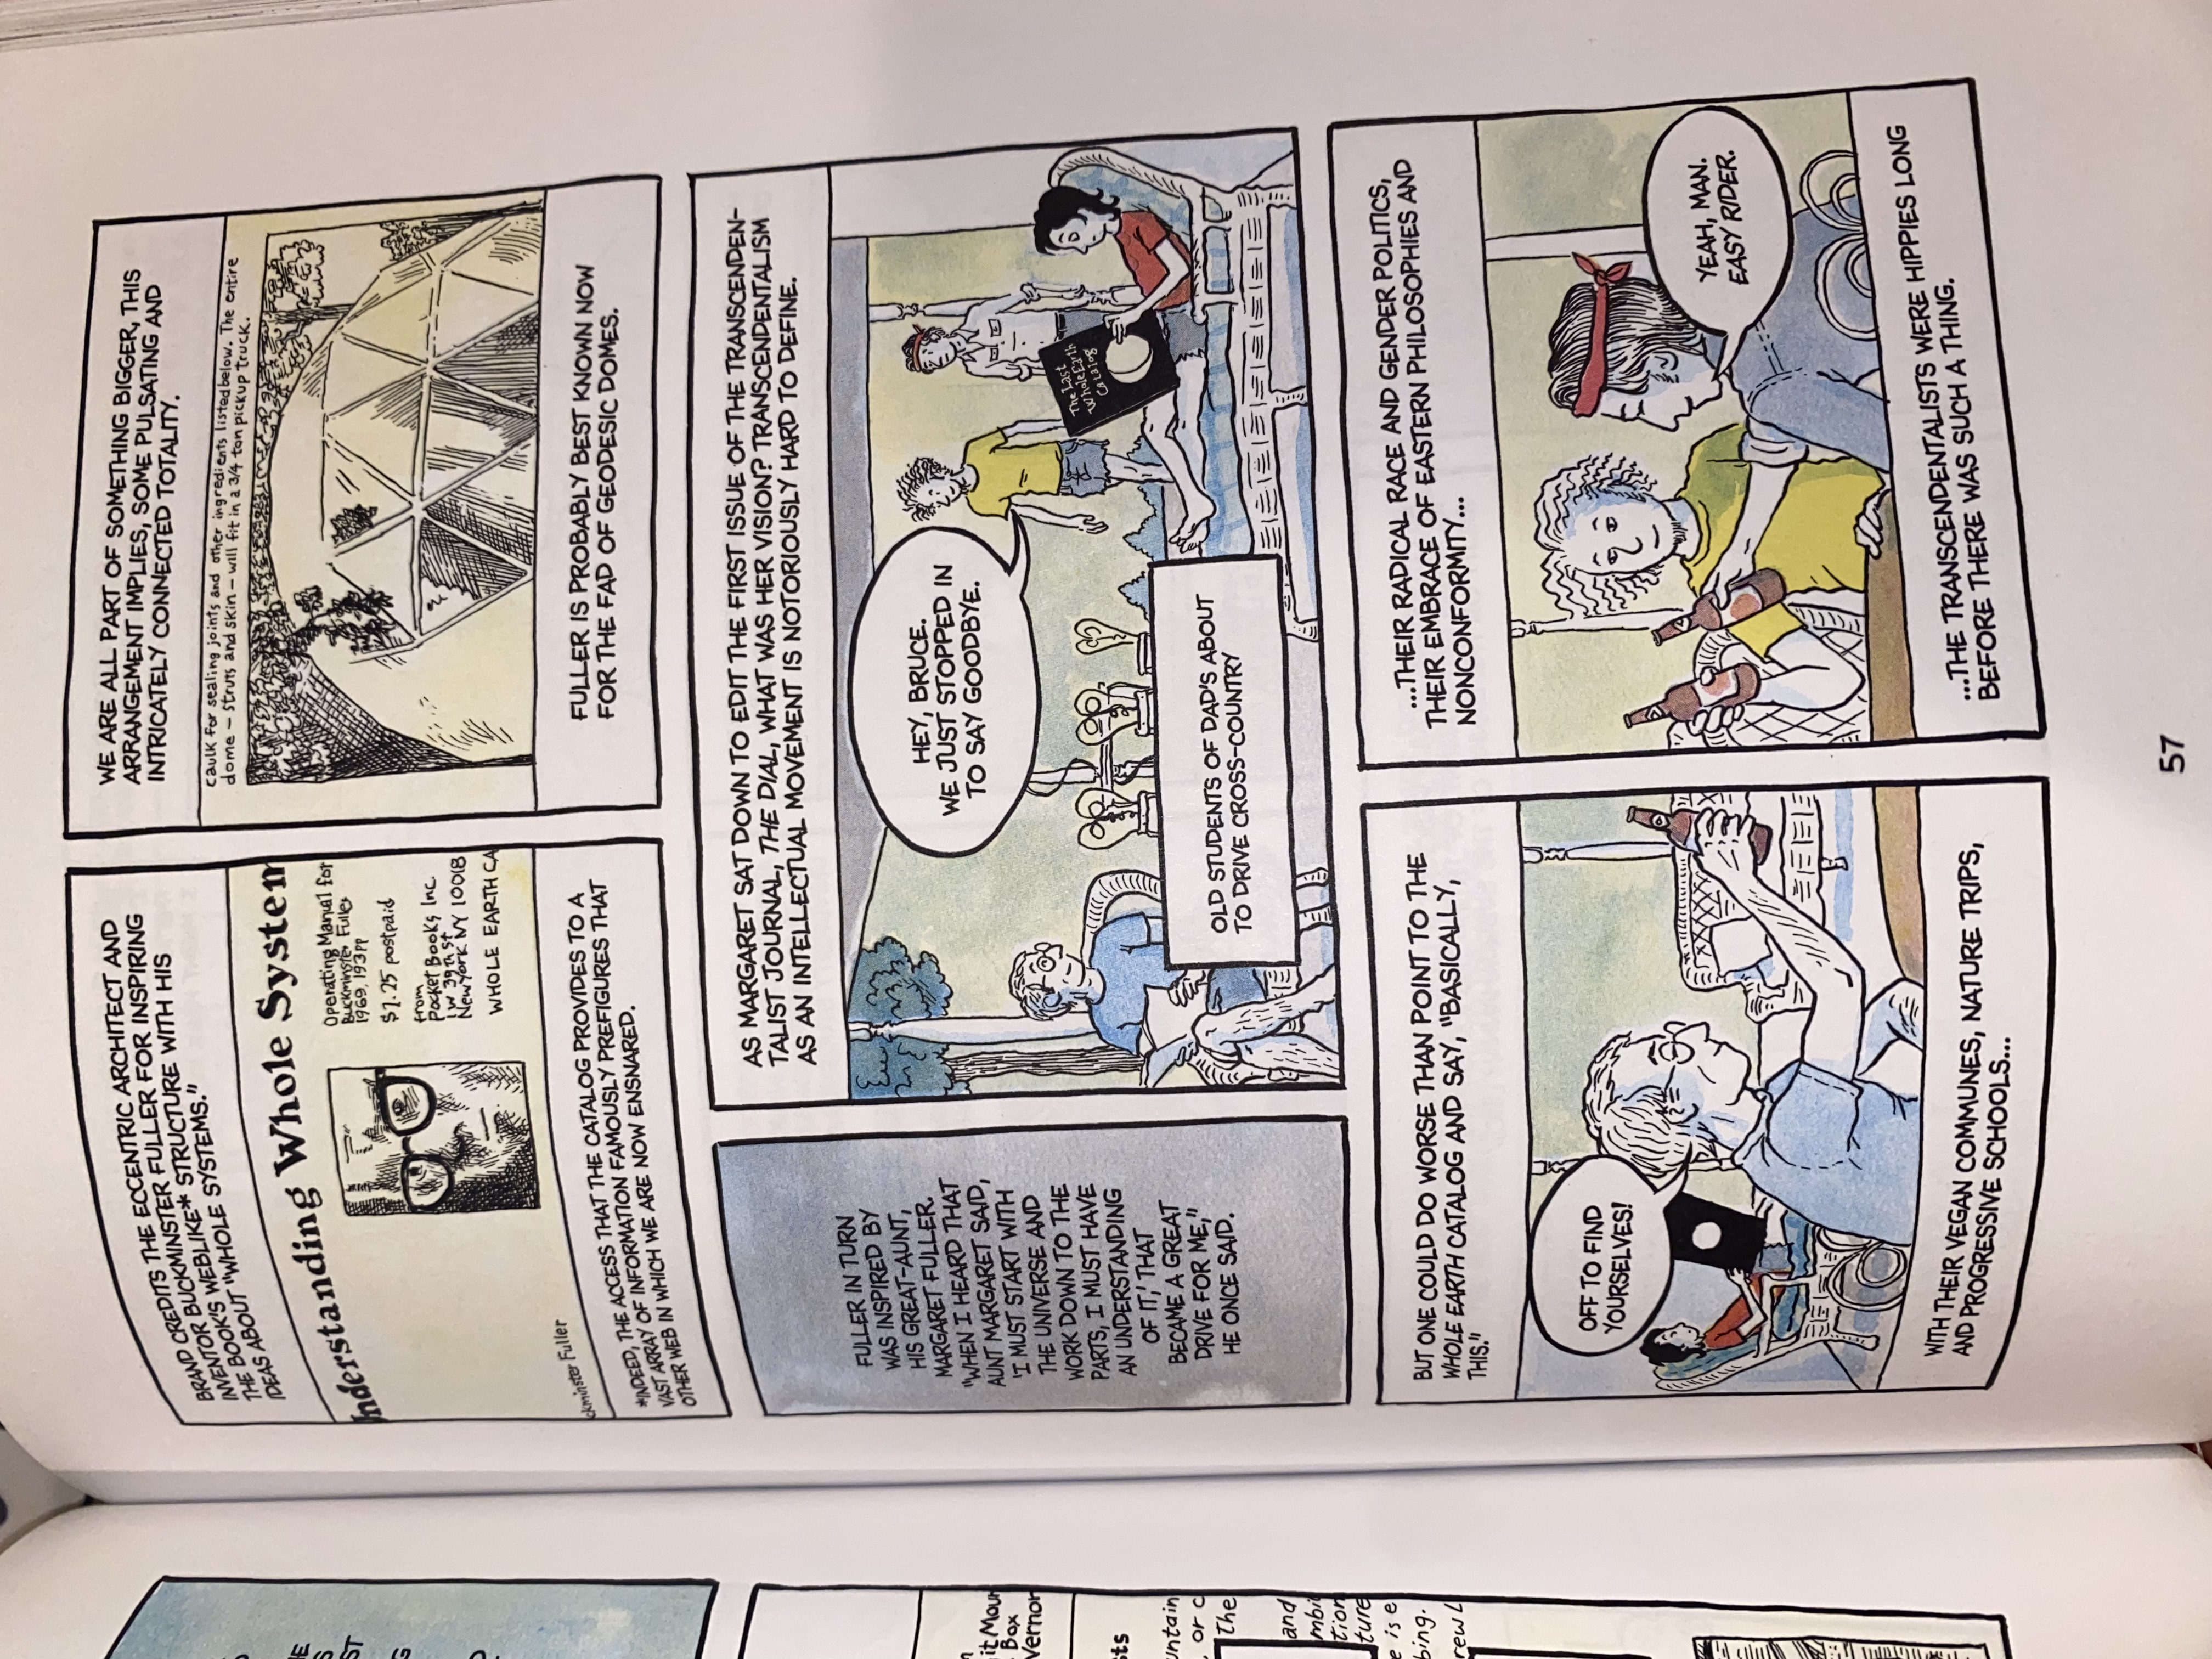 BRAND CREDITS THE ECCENTRIC ARCHITECT AND
INVENTOR BUCKMINSTER FULLER FOR INSPIRING
THE BOOK'S WEBLIKE* STRUCTURE WITH HIS
IDEAS ABOUT "WHOLE SYSTEMS."
nderstanding Whole System
Operating Manual for
Buckminster Fuller
1969, 193pp
$1.25 postpaid
from
Pocket Books Inc.
1 W 39th St
New York NY 10018
WHOLE EARTH CA
ckminster Fuller
*INDEED, THE ACCESS THAT THE CATALOG PROVIDES TO A
VAST ARRAY OF INFORMATION FAMOUSLY PREFIGURES THAT
OTHER WEB IN WHICH WE ARE NOW ENSNARED.
WE ARE ALL PART OF SOMETHING BIGGER, THIS
ARRANGEMENT IMPLIES, SOME PULSATING AND
INTRICATELY CONNECTED TOTALITY.
caulk for sealing joints and other ingredients listed below. The entire
dome – struts and skin – will fit in a 3/4 ton pickup truck.
FULLER IS PROBABLY BEST KNOWN NOW
FOR THE FAD OF GEODESIC DOMES.
FULLER IN TURN
WAS INSPIRED BY
HIS GREAT-AUNT,
MARGARET FULLER.
"WHEN I HEARD THAT
AUNT MARGARET SAID,
'I MUST START WITH
THE UNIVERSE AND
WORK DOWN TO THE
PARTS, I MUST HAVE
AN UNDERSTANDING
OF IT,' THAT
BECAME A GREAT
DRIVE FOR ME,"
HE ONCE SAID.
AS MARGARET SAT DOWN TO EDIT THE FIRST ISSUE OF THE TRANSCENDEN-
TALIST JOURNAL, THE DIAL, WHAT WAS HER VISION? TRANSCENDENTALISM
AS AN INTELLECTUAL MOVEMENT IS NOTORIOUSLY HARD TO DEFINE.
HEY, BRUCE.
WE JUST STOPPED IN
TO SAY GOODBYE.
The Last
Whole Earth
Catalog
OLD STUDENTS OF DAD'S ABOUT
TO DRIVE CROSS-COUNTRY
BUT ONE COULD DO WORSE THAN POINT TO THE
WHOLE EARTH CATALOG AND SAY, "BASICALLY,
THIS."
OFF TO FIND
YOURSELVES!
WITH THEIR VEGAN COMMUNES, NATURE TRIPS,
AND PROGRESSIVE SCHOOLS...
...THEIR RADICAL RACE AND GENDER POLITICS,
THEIR EMBRACE OF EASTERN PHILOSOPHIES AND
NONCONFORMITY...
YEAH, MAN.
EASY RIDER.
...THE TRANSCENDENTALISTS WERE HIPPIES LONG
BEFORE THERE WAS SUCH A THING.
57